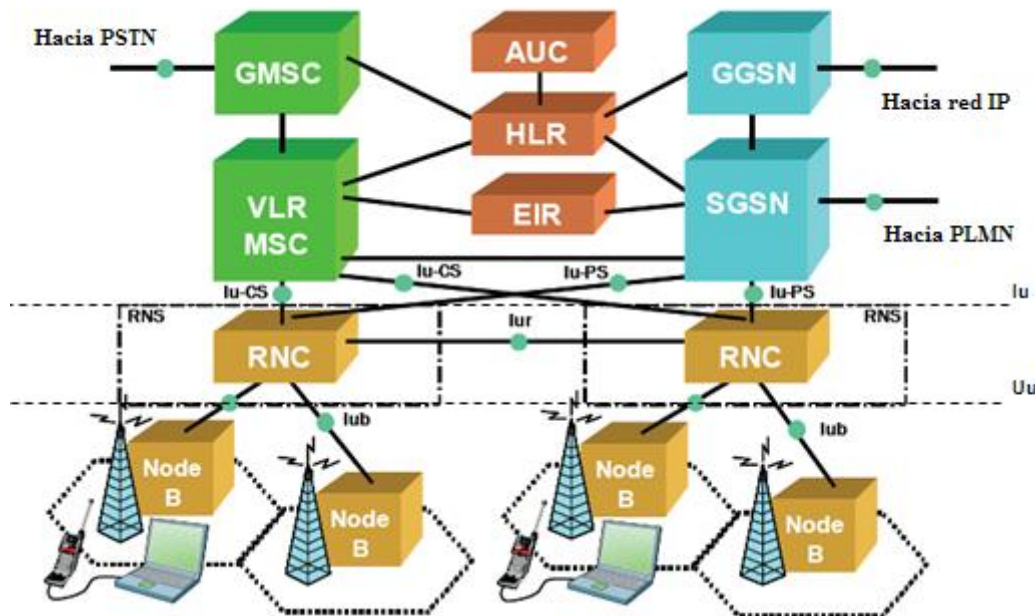 Hacia PSTN
GMSC
AUC
GGSN
Hacia red IP
HLR
VLR
MSC
EIR
SGSN
Hacia PLMN
Iu-CS
Iu-PS
Iu-CS
Iu-PS
Iu
RNS
RNS
RNC
Iur
RNC
Uu
Iub
Iub
Node
B
Node
B
Node
B
Node
B